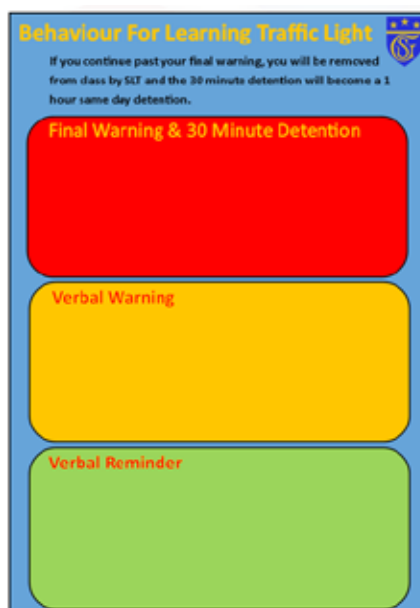 Behaviour For Learning Traffic Light
If you continue past your final warning, you will be removed
from class by SLT and the 30 minute detention will become a 1
hour same day detention.
Final Warning & 30 Minute Detention
Verbal Warning
Verbal Reminder